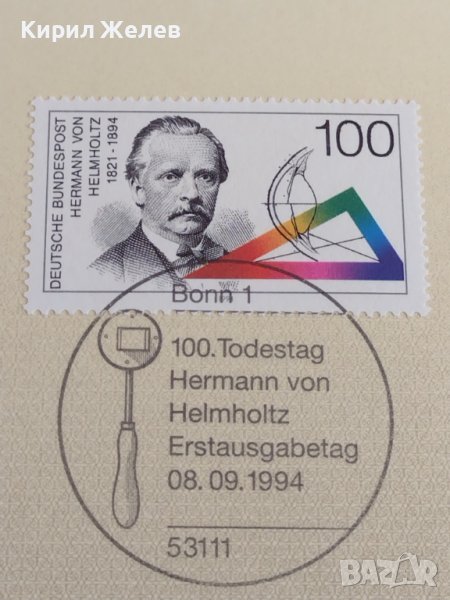 Кирил Желев
DEUTSCHE BUNDESPOST
HERMANN VON
HELMHOLTZ
1821-1894
100
Bonn 1
100.Todestag
Hermann von
Helmholtz
Erstausgabetag
08.09.1994
53111
BAZAR